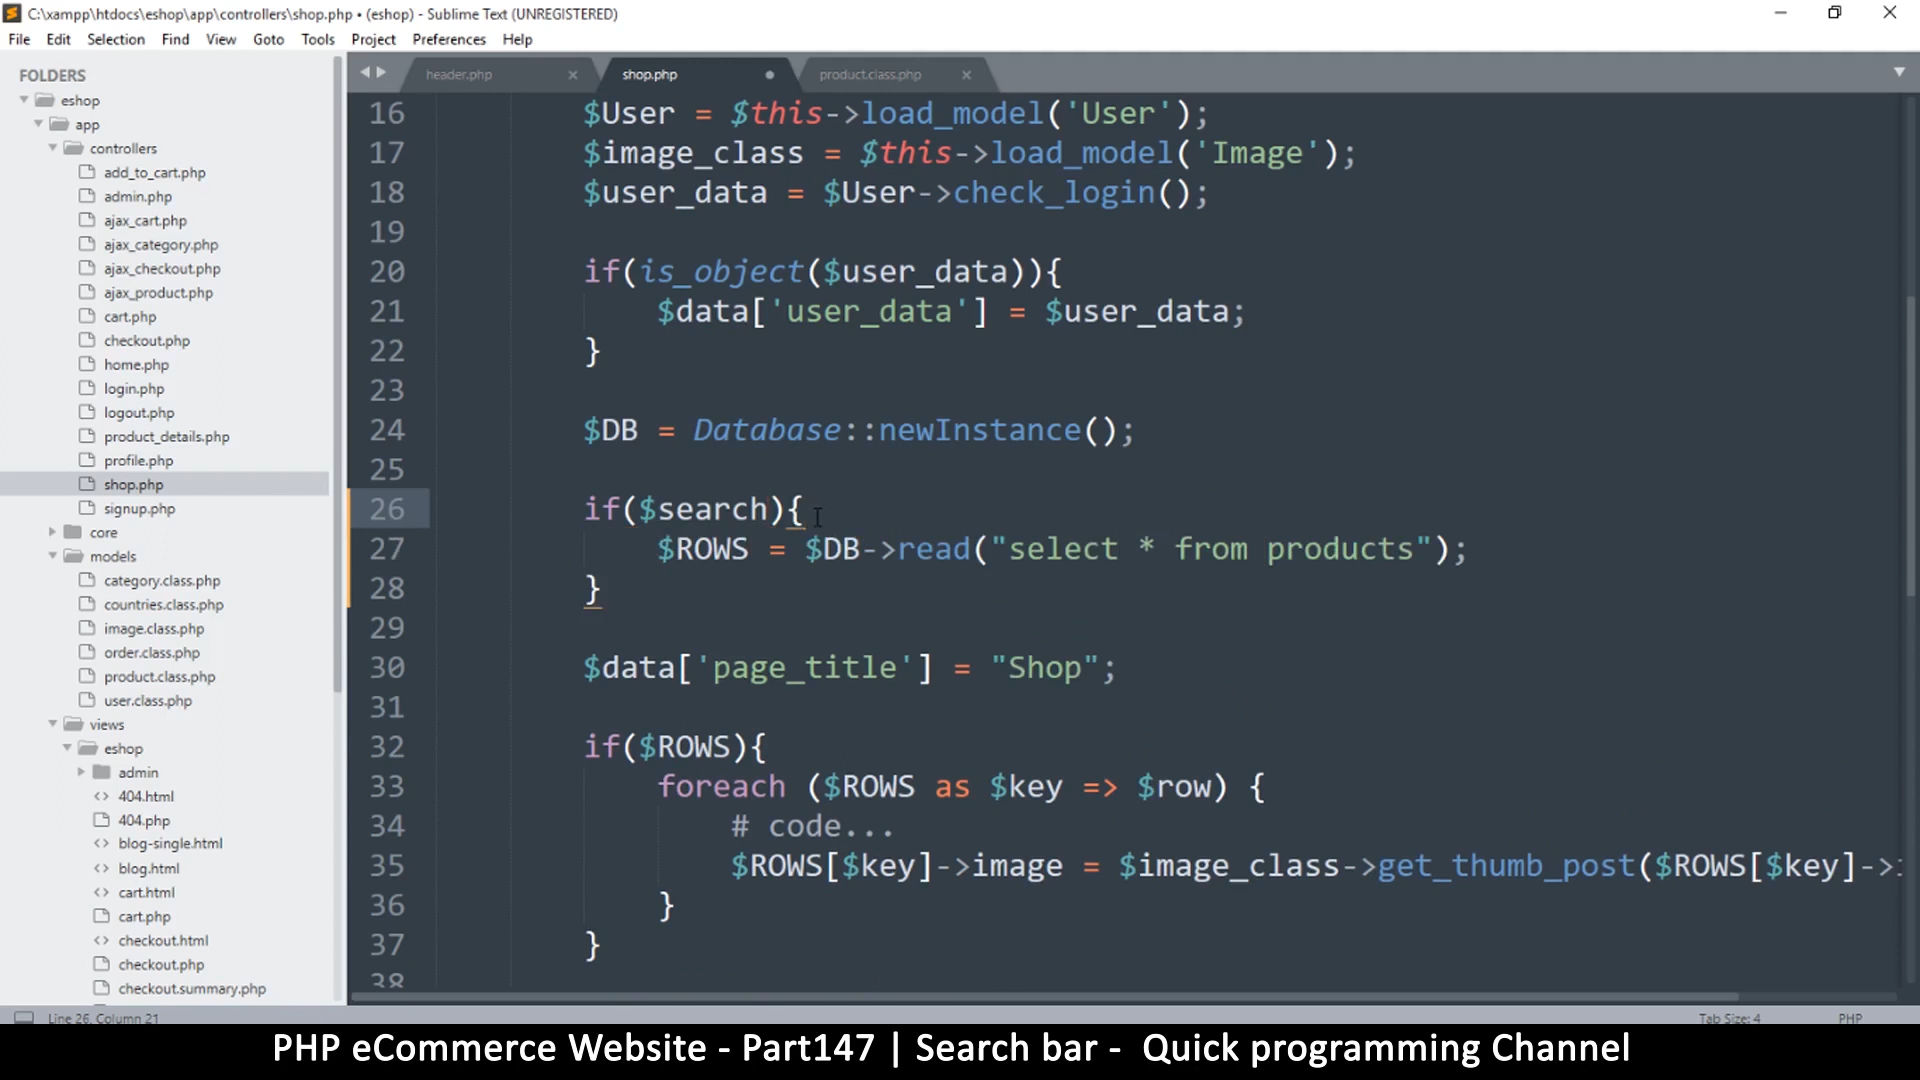 C:\xampp\htdocs\eshop\app\controllers\shop.php • (eshop) - Sublime Text (UNREGISTERED)
File Edit Selection Find View Goto Tools Project Preferences Help
FOLDERS
eshop
app
controllers
add_to_cart.php
admin.php
ajax_cart.php
ajax_category.php
ajax_checkout.php
ajax_product.php
cart.php
checkout.php
home.php
login.php
logout.php
product_details.php
profile.php
shop.php
signup.php
core
models
category.class.php
countries.class.php
image.class.php
order.class.php
product.class.php
user.class.php
views
eshop
admin
404.html
404.php
blog-single.html
blog.html
cart.html
cart.php
checkout.html
checkout.php
checkout.summary.php
header.php shop.php product.class.php
16 $User = $this->load_model('User');
17 $image_class = $this->load_model('Image');
18 $user_data = $User->check_login();
19
20 if(is_object($user_data)){
21 $data['user_data'] = $user_data;
22 }
23
24 $DB = Database::newInstance();
25
26 if($search){
27 $ROWS = $DB->read("select * from products");
28 }
29
30 $data['page_title'] = "Shop";
31
32 if($ROWS){
33 foreach ($ROWS as $key => $row) {
34 # code...
35 $ROWS[$key]->image = $image_class->get_thumb_post($ROWS[$key]->
36 }
37 }
38
Line 26, Column 21 Tab Size: 4 PHP
PHP eCommerce Website - Part147 | Search bar - Quick programming Channel